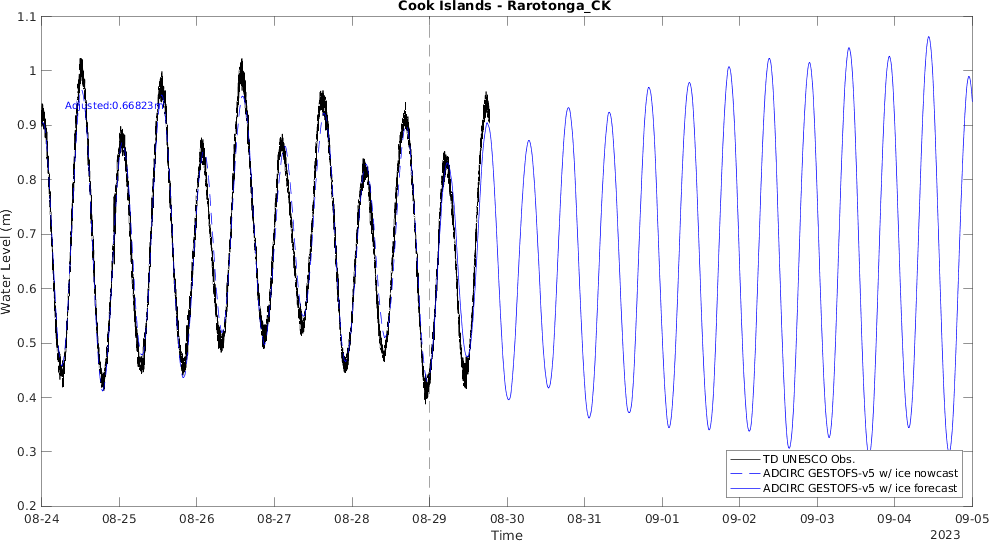 Cook Islands - Rarotonga_CK
1.1
1
0.9
0.8
0.7
0.6
0.5
0.4
0.3
0.2
Water Level (m)
Adjusted:0.66823m
TD UNESCO Obs.
ADCIRC GESTOFS-v5 w/ ice nowcast
ADCIRC GESTOFS-v5 w/ ice forecast
08-24 08-25 08-26 08-27 08-28 08-29 08-30 08-31 09-01 09-02 09-03 09-04 09-05
Time
2023